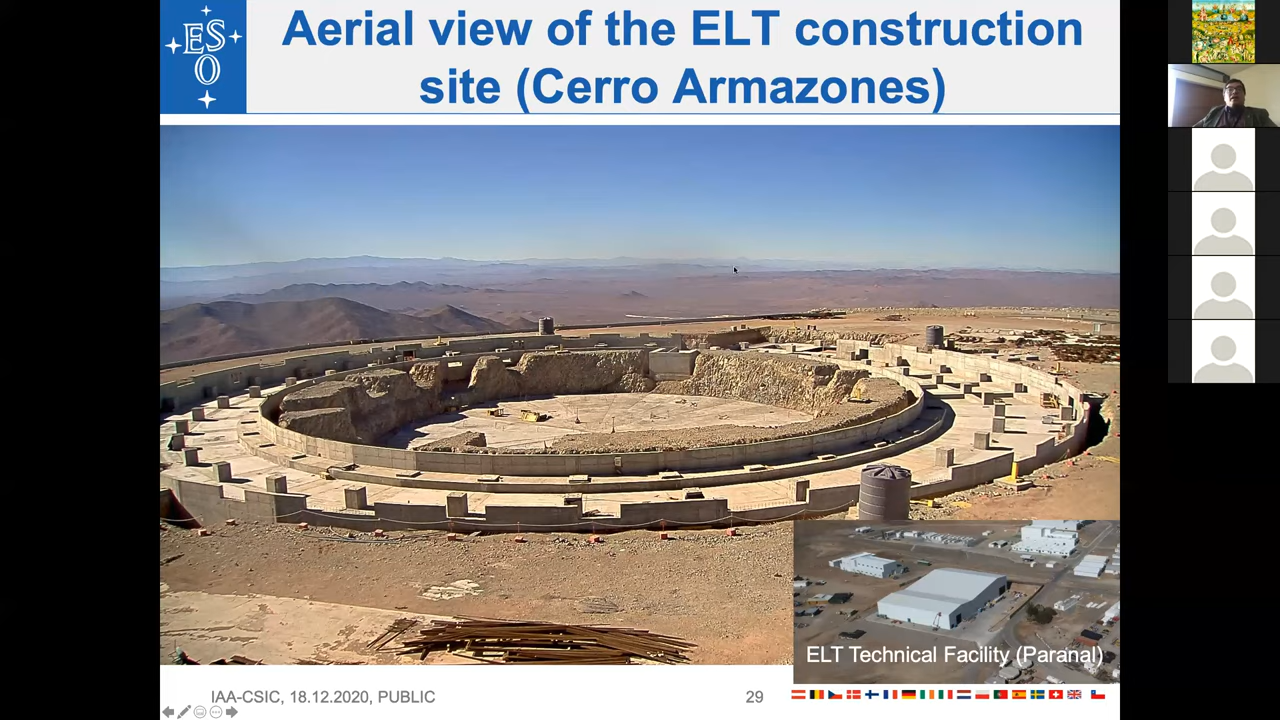 ES
O
Aerial view of the ELT construction
site (Cerro Armazones)
ELT Technical Facility (Paranal)
IAA-CSIC, 18.12.2020, PUBLIC
29